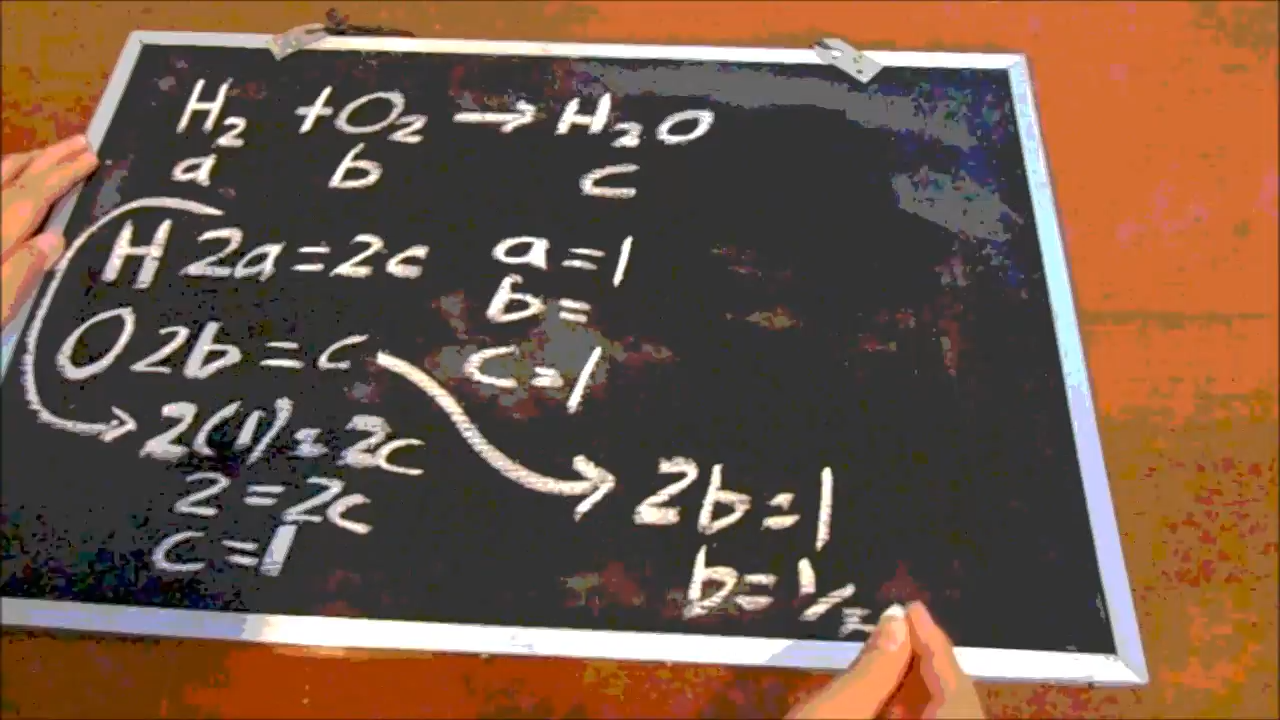 H₂ + O₂ → H₂O
a b c
H 2a = 2c
O 2b = c
2(1) = 2c
2 = 2c
c = 1
a = 1
b =
c = 1
2b = 1
b = 1/2